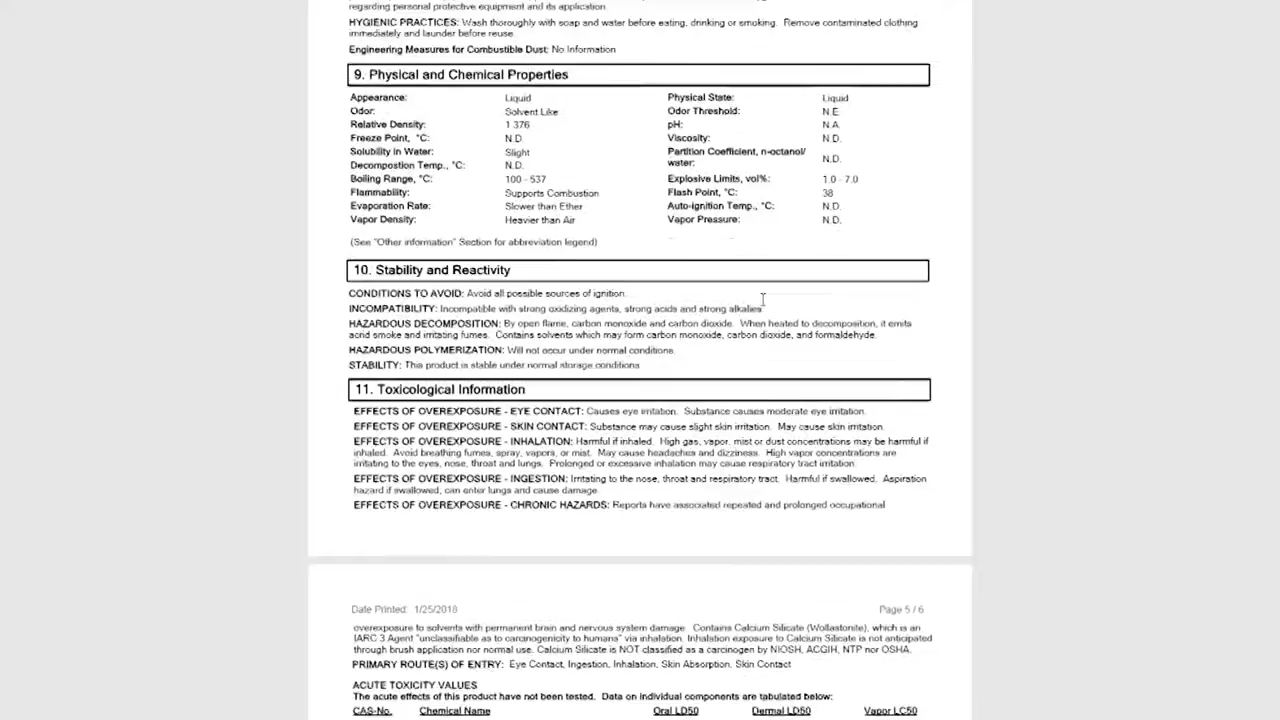 regarding personal protective equipment and its application.
HYGIENIC PRACTICES: Wash thoroughly with soap and water before eating, drinking or smoking. Remove contaminated clothing
immediately and launder before reuse.
Engineering Measures for Combustible Dust: No Information
9. Physical and Chemical Properties
Appearance: Liquid Physical State: Liquid
Odor: Solvent Like Odor Threshold: N.E.
Relative Density: 1.376 pH: N.A.
Freeze Point, °C: N.D. Viscosity: N.D.
Solubility in Water: Slight Partition Coefficient, n-octanol/
water: N.D.
Decompostion Temp., °C: N.D.
Boiling Range, °C: 100 - 537 Explosive Limits, vol%: 1.0 - 7.0
Flammability: Supports Combustion Flash Point, °C: 38
Evaporation Rate: Slower than Ether Auto-ignition Temp., °C: N.D.
Vapor Density: Heavier than Air Vapor Pressure: N.D.
(See "Other information" Section for abbreviation legend)
10. Stability and Reactivity
CONDITIONS TO AVOID: Avoid all possible sources of ignition.
INCOMPATIBILITY: Incompatible with strong oxidizing agents, strong acids and strong alkalies.
HAZARDOUS DECOMPOSITION: By open flame, carbon monoxide and carbon dioxide. When heated to decomposition, it emits
acrid smoke and irritating fumes. Contains solvents which may form carbon monoxide, carbon dioxide, and formaldehyde.
HAZARDOUS POLYMERIZATION: Will not occur under normal conditions.
STABILITY: This product is stable under normal storage conditions.
11. Toxicological Information
EFFECTS OF OVEREXPOSURE - EYE CONTACT: Causes eye irritation. Substance causes moderate eye irritation.
EFFECTS OF OVEREXPOSURE - SKIN CONTACT: Substance may cause slight skin irritation. May cause skin irritation.
EFFECTS OF OVEREXPOSURE - INHALATION: Harmful if inhaled. High gas, vapor, mist or dust concentrations may be harmful if
inhaled. Avoid breathing fumes, spray, vapors, or mist. May cause headaches and dizziness. High vapor concentrations are
irritating to the eyes, nose, throat and lungs. Prolonged or excessive inhalation may cause respiratory tract irritation.
EFFECTS OF OVEREXPOSURE - INGESTION: Irritating to the nose, throat and respiratory tract. Harmful if swallowed. Aspiration
hazard if swallowed, can enter lungs and cause damage.
EFFECTS OF OVEREXPOSURE - CHRONIC HAZARDS: Reports have associated repeated and prolonged occupational
Date Printed: 1/25/2018 Page 5 / 6
overexposure to solvents with permanent brain and nervous system damage. Contains Calcium Silicate (Wollastonite), which is an
IARC 3 Agent "unclassifiable as to carcinogenicity to humans" via inhalation. Inhalation exposure to Calcium Silicate is not anticipated
through brush application nor normal use. Calcium Silicate is NOT classified as a carcinogen by NIOSH, ACGIH, NTP nor OSHA.
PRIMARY ROUTE(S) OF ENTRY: Eye Contact, Ingestion, Inhalation, Skin Absorption, Skin Contact
ACUTE TOXICITY VALUES
The acute effects of this product have not been tested. Data on individual components are tabulated below:
CAS-No. Chemical Name Oral LD50 Dermal LD50 Vapor LC50